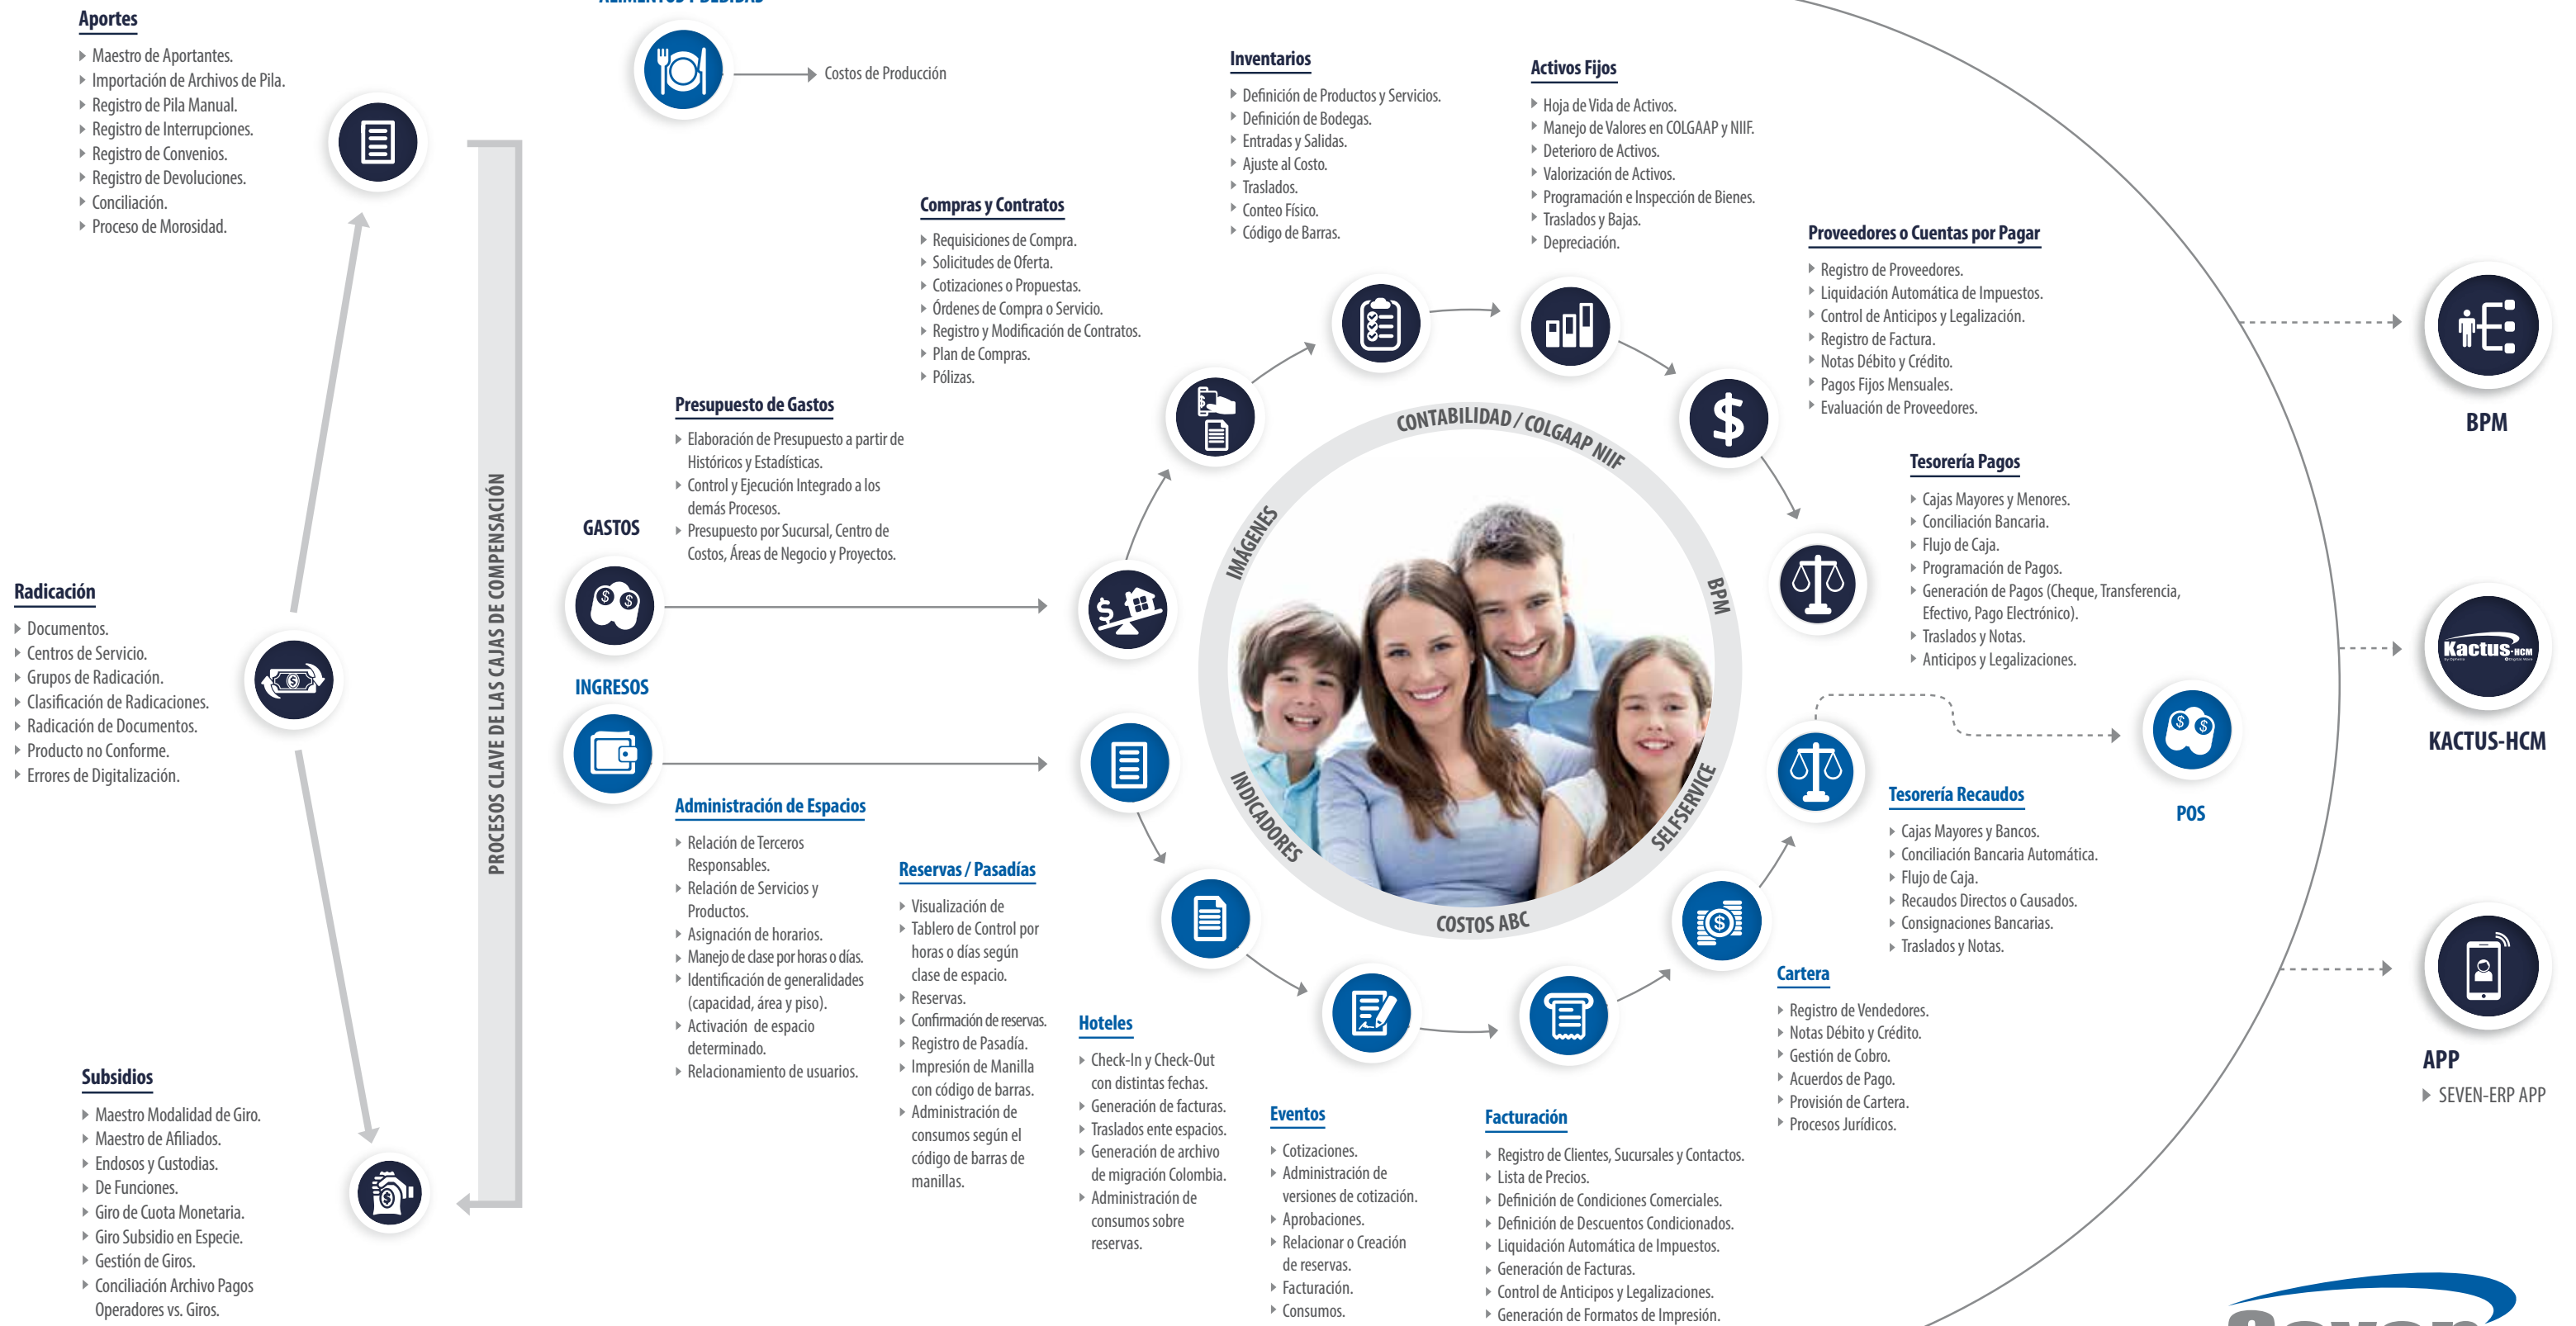 ALIMENTOS Y BEBIDAS
Costos de Producción
Aportes
Maestro de Aportantes.
Importación de Archivos de Pila.
Registro de Pila Manual.
Registro de Interrupciones.
Registro de Convenios.
Registro de Devoluciones.
Conciliación.
Proceso de Morosidad.
Radicación
Documentos.
Centros de Servicio.
Grupos de Radicación.
Clasificación de Radicaciones.
Radicación de Documentos.
Producto no Conforme.
Errores de Digitalización.
Subsidios
Maestro Modalidad de Giro.
Maestro de Afiliados.
Endosos y Custodias.
De Funciones.
Giro de Cuota Monetaria.
Giro Subsidio en Especie.
Gestión de Giros.
Conciliación Archivo Pagos
Operadores vs. Giros.
PROCESOS CLAVE DE LAS CAJAS DE COMPENSACIÓN
GASTOS
INGRESOS
Presupuesto de Gastos
Elaboración de Presupuesto a partir de
Históricos y Estadísticas.
Control y Ejecución Integrado a los
demás Procesos.
Presupuesto por Sucursal, Centro de
Costos, Áreas de Negocio y Proyectos.
Compras y Contratos
Requisiciones de Compra.
Solicitudes de Oferta.
Cotizaciones o Propuestas.
Órdenes de Compra o Servicio.
Registro y Modificación de Contratos.
Plan de Compras.
Pólizas.
Inventarios
Definición de Productos y Servicios.
Definición de Bodegas.
Entradas y Salidas.
Ajuste al Costo.
Traslados.
Conteo Físico.
Código de Barras.
Activos Fijos
Hoja de Vida de Activos.
Manejo de Valores en COLGAAP y NIIF.
Deterioro de Activos.
Valorización de Activos.
Programación e Inspección de Bienes.
Traslados y Bajas.
Depreciación.
Proveedores o Cuentas por Pagar
Registro de Proveedores.
Liquidación Automática de Impuestos.
Control de Anticipos y Legalización.
Registro de Factura.
Notas Débito y Crédito.
Pagos Fijos Mensuales.
Evaluación de Proveedores.
Tesorería Pagos
Cajas Mayores y Menores.
Conciliación Bancaria.
Flujo de Caja.
Programación de Pagos.
Generación de Pagos (Cheque, Transferencia,
Efectivo, Pago Electrónico).
Traslados y Notas.
Anticipos y Legalizaciones.
CONTABILIDAD / COLGAAP NIIF
IMÁGENES
BPM
INDICADORES
SELFSERVICE
COSTOS ABC
Administración de Espacios
Relación de Terceros
Responsables.
Relación de Servicios y
Productos.
Asignación de horarios.
Manejo de clase por horas o días.
Identificación de generalidades
(capacidad, área y piso).
Activación de espacio
determinado.
Relacionamiento de usuarios.
Reservas / Pasadías
Visualización de
Tablero de Control por
horas o días según
clase de espacio.
Reservas.
Confirmación de reservas.
Registro de Pasadía.
Impresión de Manilla
con código de barras.
Administración de
consumos según el
código de barras de
manillas.
Hoteles
Check-In y Check-Out
con distintas fechas.
Generación de facturas.
Traslados ente espacios.
Generación de archivo
de migración Colombia.
Administración de
consumos sobre
reservas.
Eventos
Cotizaciones.
Administración de
versiones de cotización.
Aprobaciones.
Relacionar o Creación
de reservas.
Facturación.
Consumos.
Facturación
Registro de Clientes, Sucursales y Contactos.
Lista de Precios.
Definición de Condiciones Comerciales.
Definición de Descuentos Condicionados.
Liquidación Automática de Impuestos.
Generación de Facturas.
Control de Anticipos y Legalizaciones.
Generación de Formatos de Impresión.
Cartera
Registro de Vendedores.
Notas Débito y Crédito.
Gestión de Cobro.
Acuerdos de Pago.
Provisión de Cartera.
Procesos Jurídicos.
Tesorería Recaudos
Cajas Mayores y Bancos.
Conciliación Bancaria Automática.
Flujo de Caja.
Recaudos Directos o Causados.
Consignaciones Bancarias.
Traslados y Notas.
POS
BPM
Kactus-HCM
KACTUS-HCM
APP
SEVEN-ERP APP
Seven